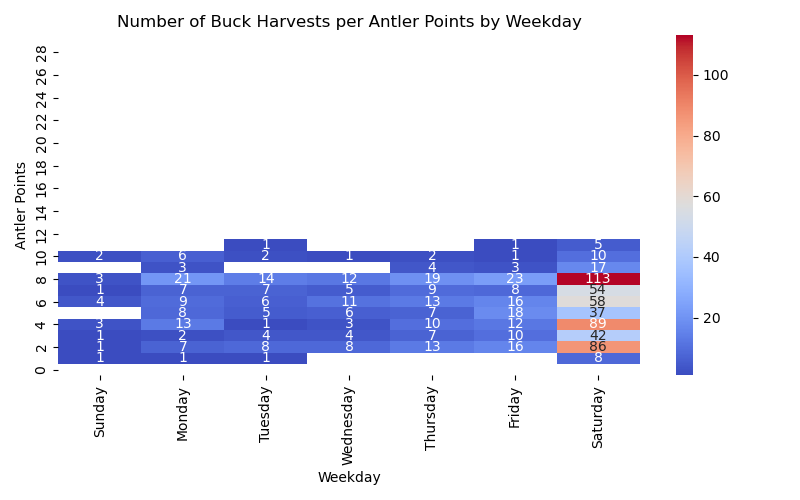 Number of Buck Harvests per Antler Points by Weekday
28
26
24
22
20
18
16
14
12
10
8
6
4
2
0
Antler Points
1 1 5
2 6 2 1 2 1 10
3 4 3 17
3 21 14 12 19 23 113
1 7 7 5 9 8 54
4 9 6 11 13 16 58
8 5 6 7 18 37
3 13 1 3 10 12 89
1 2 4 4 7 10 42
1 7 8 8 13 16 86
1 1 1 8
Sunday
Monday
Tuesday
Wednesday
Thursday
Friday
Saturday
Weekday
100
80
60
40
20